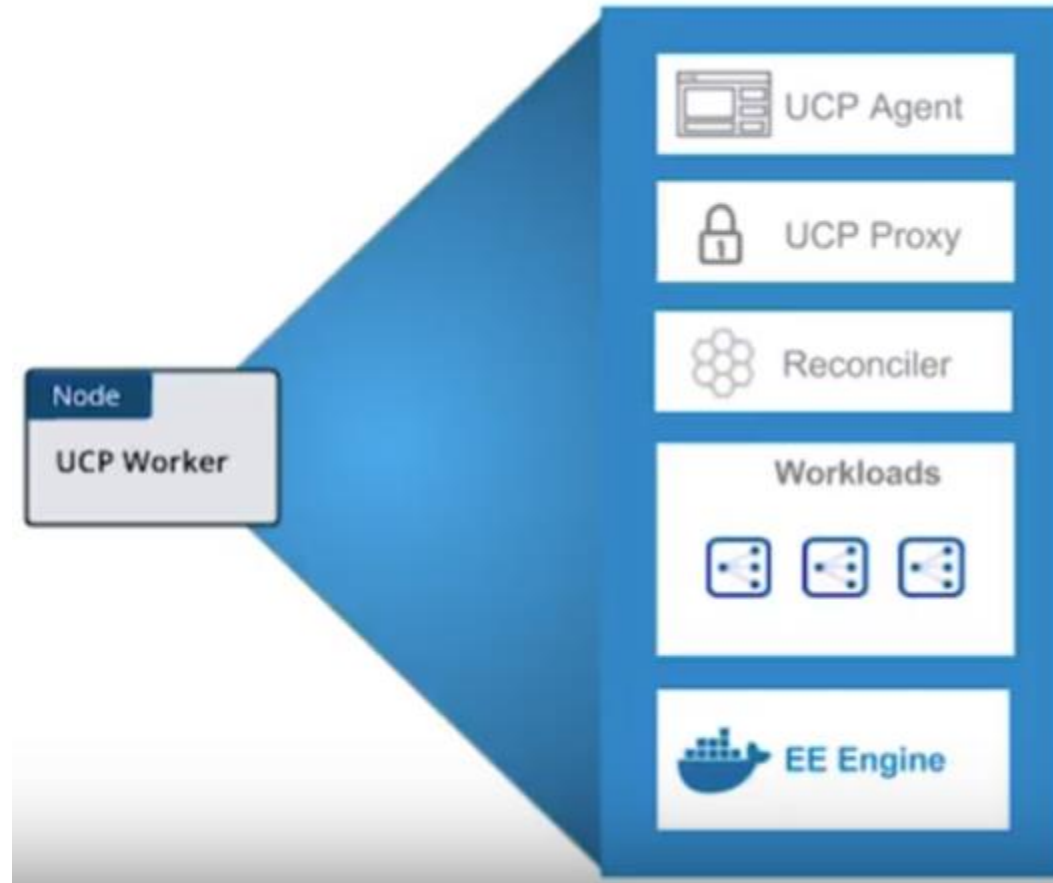 Node
UCP Worker
UCP Agent
UCP Proxy
Reconciler
Workloads
EE Engine